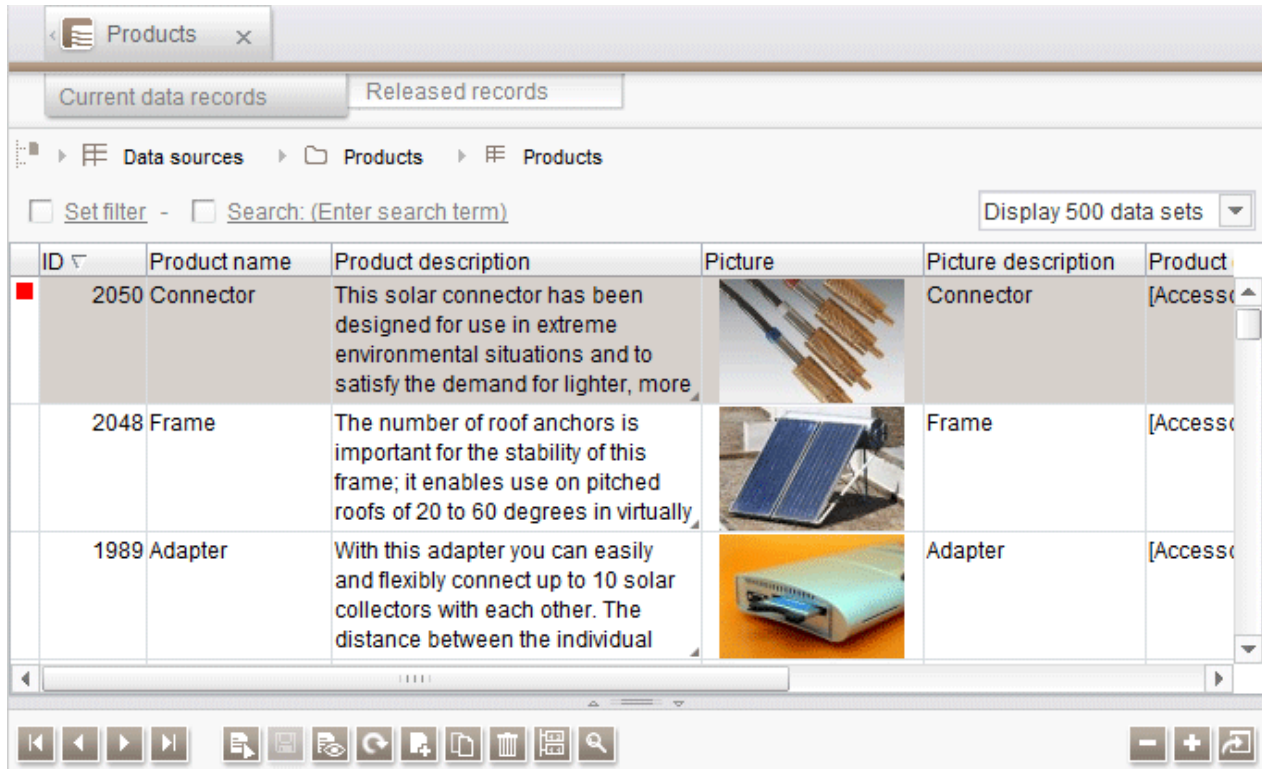 Products
Current data records
Released records
Data sources Products Products
Set filter - Search: (Enter search term)
Display 500 data sets
ID Product name Product description Picture Picture description Product
2050 Connector
This solar connector has been
designed for use in extreme
environmental situations and to
satisfy the demand for lighter, more
Connector
[Accesso
2048 Frame
The number of roof anchors is
important for the stability of this
frame; it enables use on pitched
roofs of 20 to 60 degrees in virtually
Frame
[Accesso
1989 Adapter
With this adapter you can easily
and flexibly connect up to 10 solar
collectors with each other. The
distance between the individual
Adapter
[Accesso